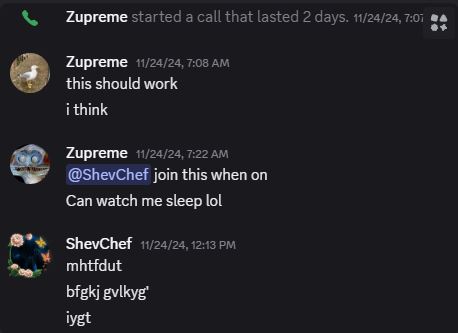 Zupreme started a call that lasted 2 days. 11/24/24, 7:07
Zupreme 11/24/24, 7:08 AM
this should work
i think
Zupreme 11/24/24, 7:22 AM
@ShevChef join this when on
Can watch me sleep lol
ShevChef 11/24/24, 12:13 PM
mhtfdut
bfgkj gvlkyg'
iygt